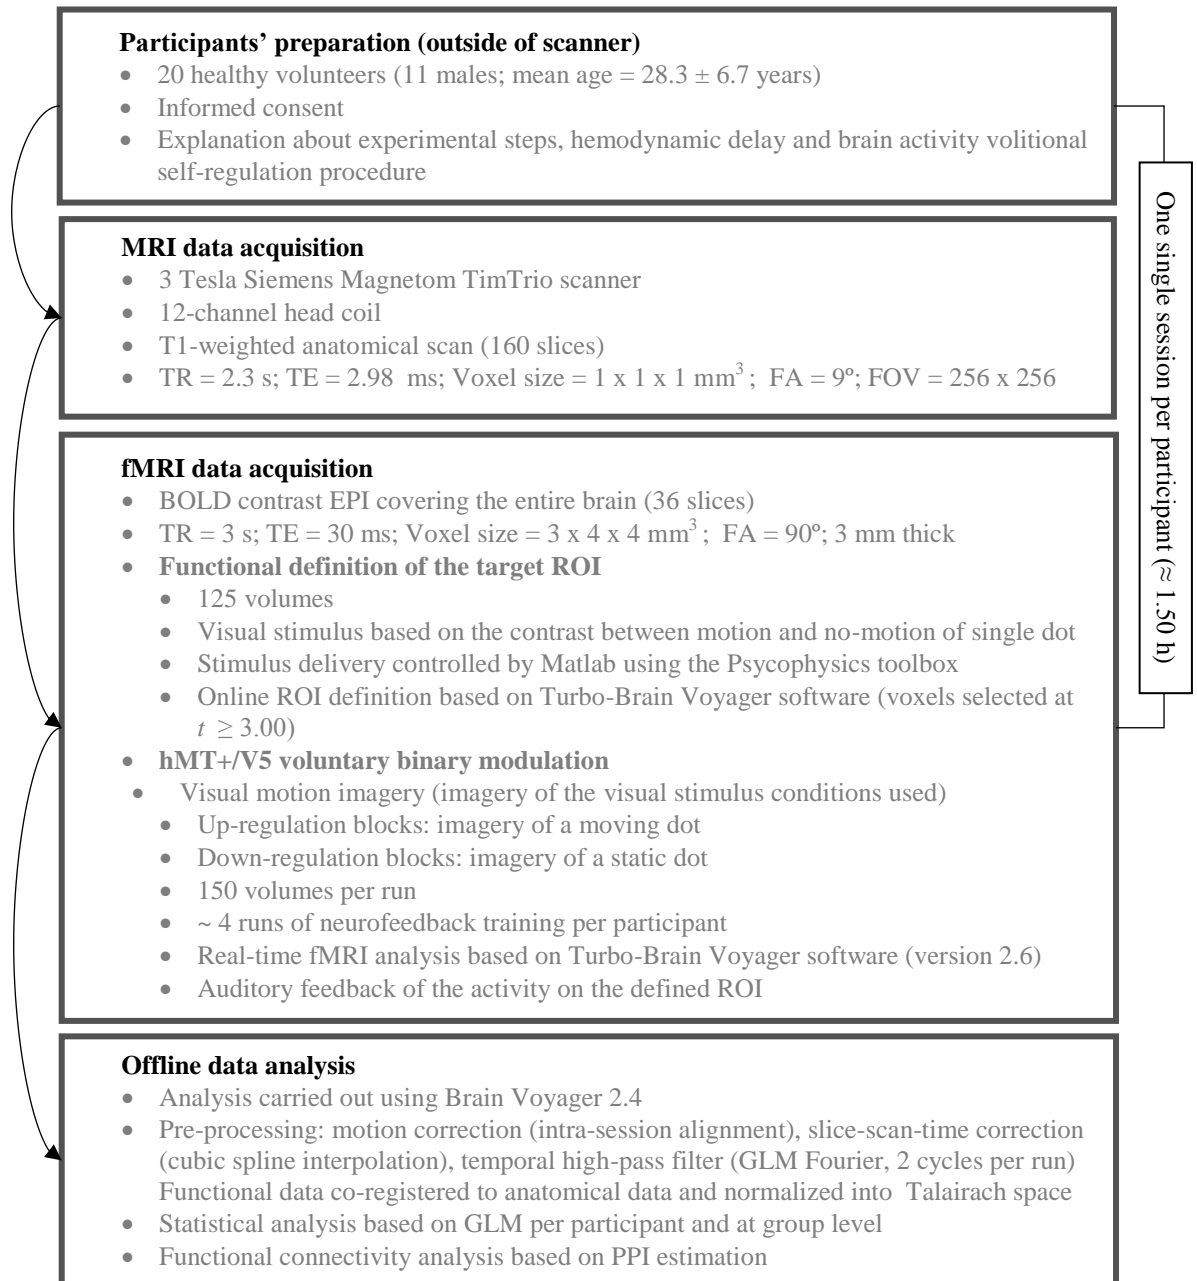 Participants’ preparation (outside of scanner)
• 20 healthy volunteers (11 males; mean age = 28.3 ± 6.7 years)
• Informed consent
• Explanation about experimental steps, hemodynamic delay and brain activity volitional
self-regulation procedure
MRI data acquisition
• 3 Tesla Siemens Magnetom TimTrio scanner
• 12-channel head coil
• T1-weighted anatomical scan (160 slices)
• TR = 2.3 s; TE = 2.98 ms; Voxel size = 1 x 1 x 1 mm³ ; FA = 9º; FOV = 256 x 256
fMRI data acquisition
• BOLD contrast EPI covering the entire brain (36 slices)
• TR = 3 s; TE = 30 ms; Voxel size = 3 x 4 x 4 mm³ ; FA = 90º; 3 mm thick
• Functional definition of the target ROI
• 125 volumes
• Visual stimulus based on the contrast between motion and no-motion of single dot
• Stimulus delivery controlled by Matlab using the Psycophysics toolbox
• Online ROI definition based on Turbo-Brain Voyager software (voxels selected at
t ≥ 3.00)
• hMT+/V5 voluntary binary modulation
• Visual motion imagery (imagery of the visual stimulus conditions used)
• Up-regulation blocks: imagery of a moving dot
• Down-regulation blocks: imagery of a static dot
• 150 volumes per run
• ~ 4 runs of neurofeedback training per participant
• Real-time fMRI analysis based on Turbo-Brain Voyager software (version 2.6)
• Auditory feedback of the activity on the defined ROI
Offline data analysis
• Analysis carried out using Brain Voyager 2.4
• Pre-processing: motion correction (intra-session alignment), slice-scan-time correction
(cubic spline interpolation), temporal high-pass filter (GLM Fourier, 2 cycles per run)
Functional data co-registered to anatomical data and normalized into Talairach space
• Statistical analysis based on GLM per participant and at group level
• Functional connectivity analysis based on PPI estimation
One single session per participant (≈ 1.50 h)